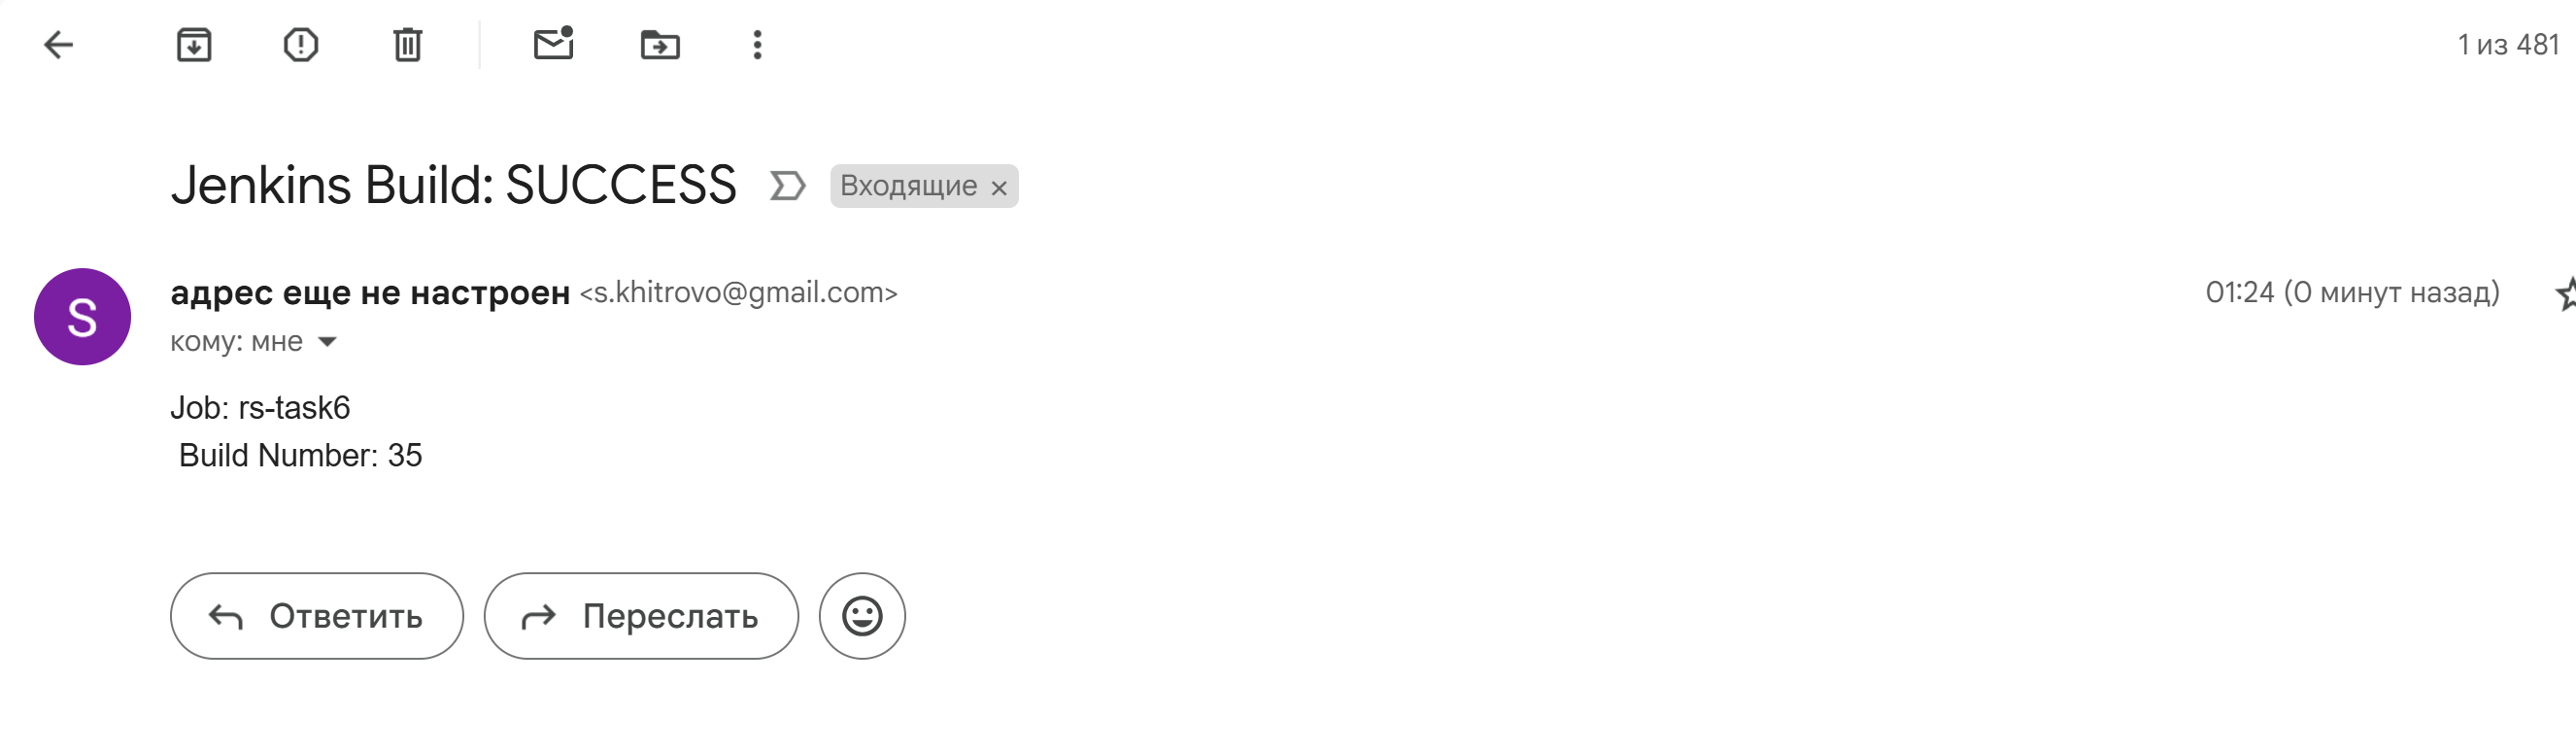 1 из 481
Jenkins Build: SUCCESS Входящие ×
S адрес еще не настроен <s.khitrovo@gmail.com> 01:24 (0 минут назад)
кому: мне
Job: rs-task6
Build Number: 35
Ответить Переслать